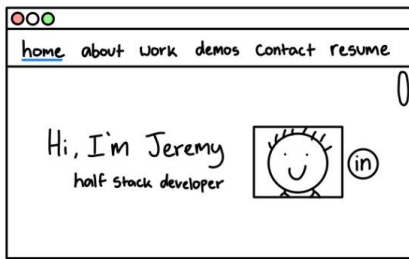 home about work demos contact resume
Hi, I'm Jeremy
in
half stack developer